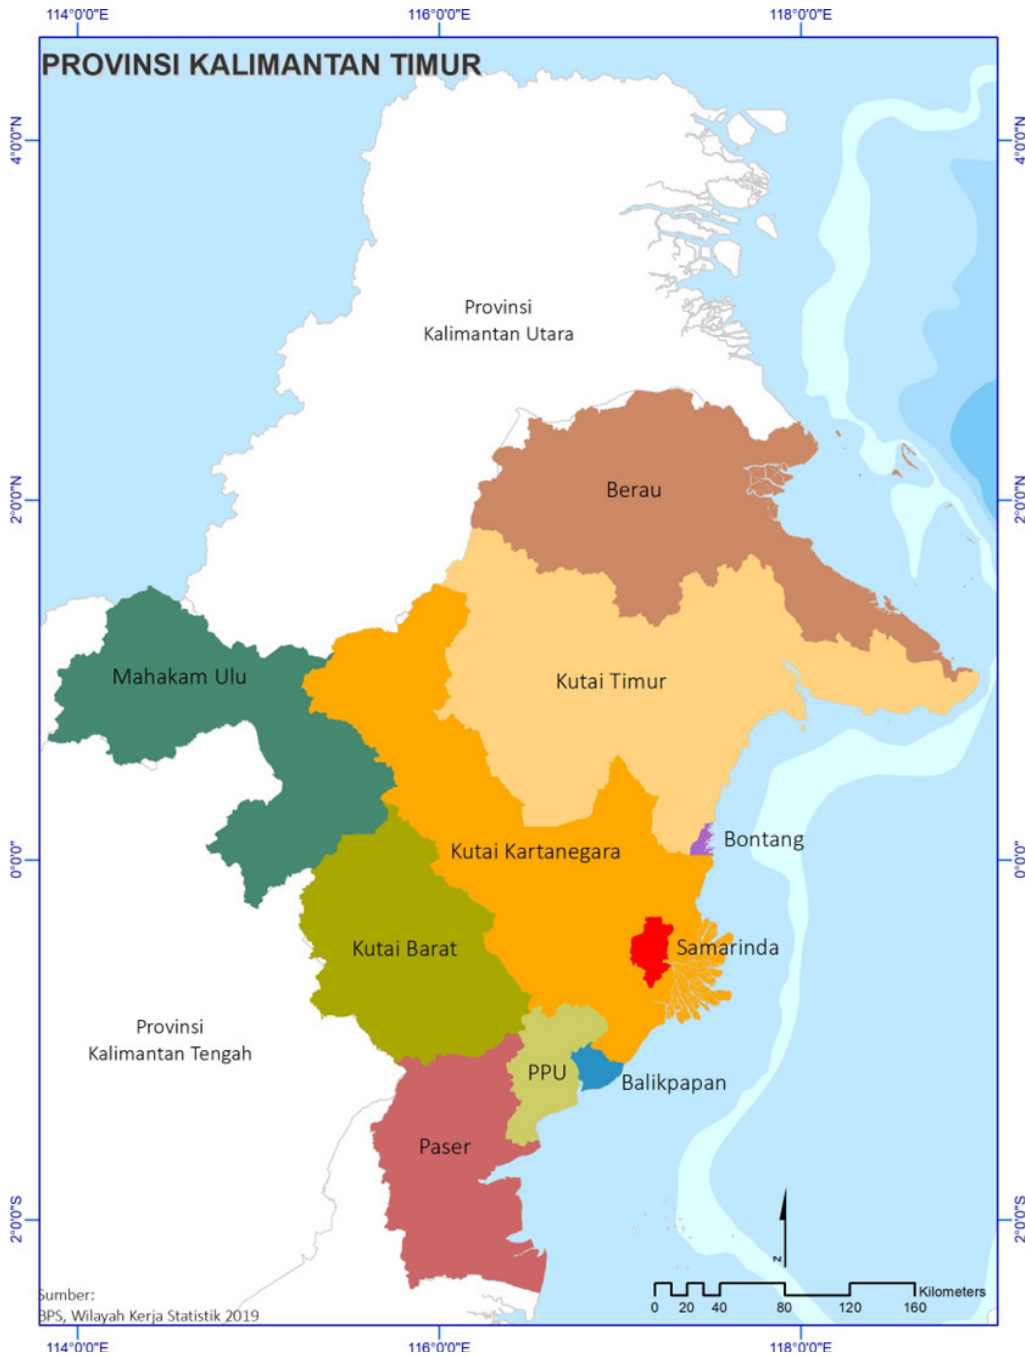 114°0'0"E
116°0'0"E
118°0'0"E
PROVINSI KALIMANTAN TIMUR
4°0'0"N
4°0'0"N
Provinsi
Kalimantan Utara
Berau
2°0'0"N
2°0'0"N
Mahakam Ulu
Kutai Timur
Bontang
Kutai Kartanegara
0°0'0"
0°0'0"
Kutai Barat
Samarinda
Provinsi
Kalimantan Tengah
PPU
Balikpapan
Paser
2°0'0"S
2°0'0"S
N
Kilometers
0 20 40 80 120 160
Sumber:
BPS, Wilayah Kerja Statistik 2019
114°0'0"E
116°0'0"E
118°0'0"E